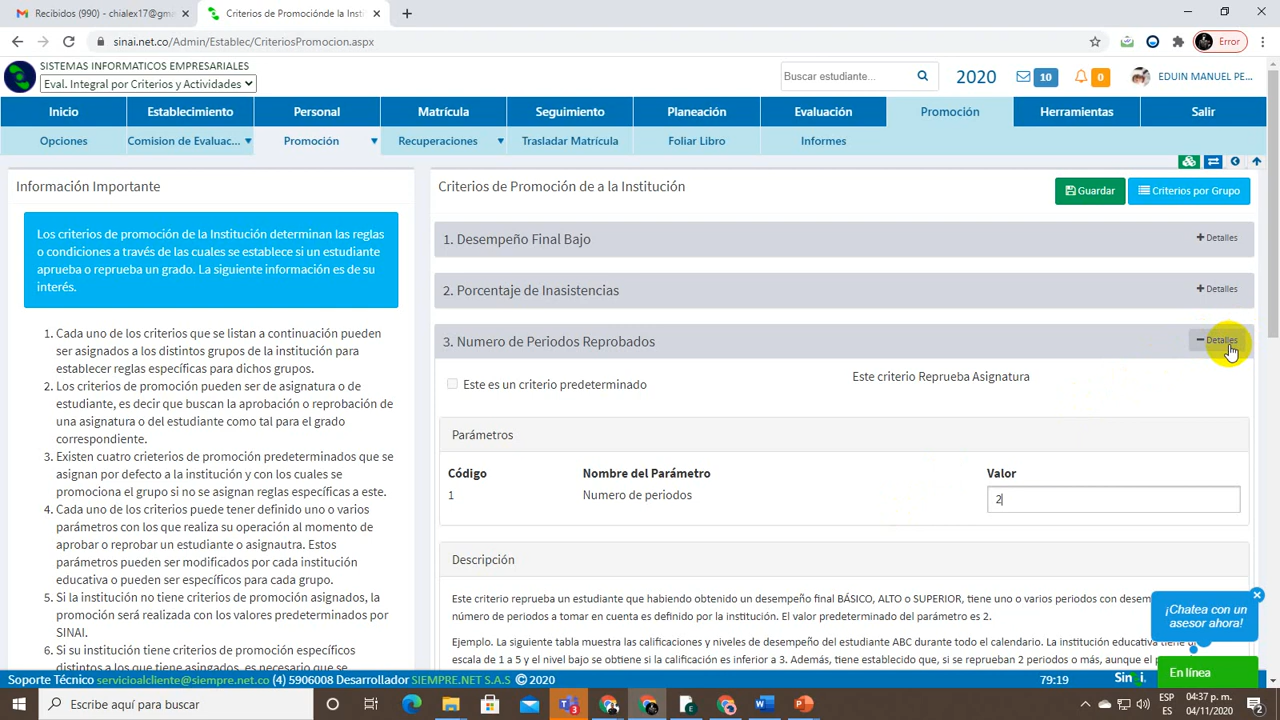 Recibidos (990) - chialex17@gma
Criterios de Promociónde la Insti
sinai.net.co/Admin/Establec/CriteriosPromocion.aspx
Error
SISTEMAS INFORMATICOS EMPRESARIALES
Eval. Integral por Criterios y Actividades
Buscar estudiante...
2020
10
0
EDUIN MANUEL PE...
Inicio
Establecimiento
Personal
Matrícula
Seguimiento
Planeación
Evaluación
Promoción
Herramientas
Salir
Opciones
Comision de Evaluac...
Promoción
Recuperaciones
Trasladar Matrícula
Foliar Libro
Informes
Información Importante
Los criterios de promoción de la Institución determinan las reglas
o condiciones a través de las cuales se establece si un estudiante
aprueba o reprueba un grado. La siguiente información es de su
interés.
1. Cada uno de los criterios que se listan a continuación pueden
ser asignados a los distintos grupos de la institución para
establecer reglas específicas para dichos grupos.
2. Los criterios de promoción pueden ser de asignatura o de
estudiante, es decir que buscan la aprobación o reprobación de
una asignatura o del estudiante como tal para el grado
correspondiente.
3. Existen cuatro crieterios de promoción predeterminados que se
asignan por defecto a la institución y con los cuales se
promociona el grupo si no se asignan reglas específicas a este.
4. Cada uno de los criterios puede tener definido uno o varios
parámetros con los que realiza su operación al momento de
aprobar o reprobar un estudiante o asignautra. Estos
parámetros pueden ser modificados por cada institución
educativa o pueden ser específicos para cada grupo.
5. Si la institución no tiene criterios de promoción asignados, la
promoción será realizada con los valores predeterminados por
SINAI.
6. Si su institución tiene criterios de promoción específicos
distintos a los que tiene asignados, es necesario que se
Criterios de Promoción de a la Institución
Guardar
Criterios por Grupo
1. Desempeño Final Bajo
Detalles
2. Porcentaje de Inasistencias
Detalles
3. Numero de Periodos Reprobados
Detalles
Este es un criterio predeterminado
Este criterio Reprueba Asignatura
Parámetros
Código
Nombre del Parámetro
Valor
1
Numero de periodos
2
Descripción
Este criterio reprueba un estudiante que habiendo obtenido un desempeño final BÁSICO, ALTO o SUPERIOR, tiene uno o varios periodos con desem
número de periodos a tomar en cuenta es definido por la institución. El valor predeterminado del parámetro es 2.
Ejemplo. La siguiente tabla muestra las calificaciones y niveles de desempeño del estudiante ABC durante todo el calendario. La institución educativa tiene
escala de 1 a 5 y el nivel bajo se obtiene si la calificación es inferior a 3. Además, tiene establecido que, si se reprueban 2 periodos o más, aunque el
¡Chatea con un
asesor ahora!
En línea
Soporte Técnico servicioalcliente@siempre.net.co (4) 5906008 Desarrollador SIEMPRE.NET S.A.S © 2020
79:19
Sinai.
Escribe aquí para buscar
ESP
ES
04:37 p. m.
04/11/2020
2